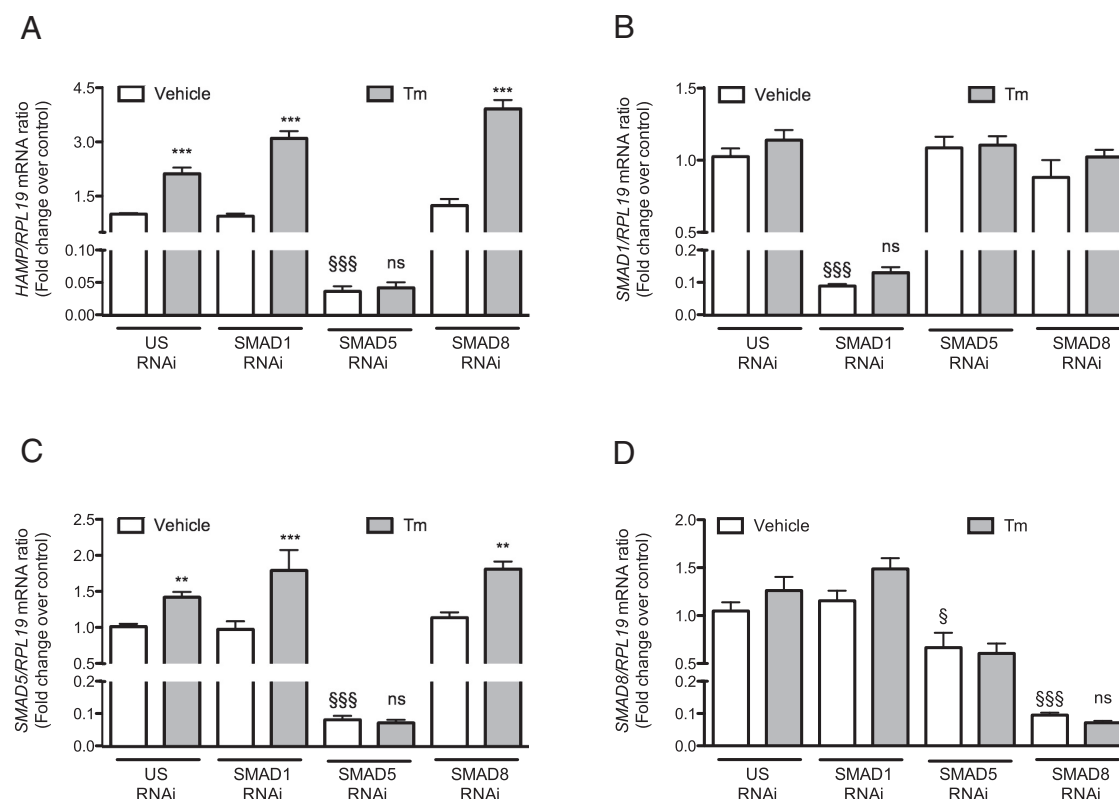 A
HAMP/RPL19 mRNA ratio
(Fold change over control)
Vehicle
Tm
4.5
3.0
1.5
0.10
0.05
0.00
***
***
§§§
ns
***
US
RNAi
SMAD1
RNAi
SMAD5
RNAi
SMAD8
RNAi
B
SMAD1/RPL19 mRNA ratio
(Fold change over control)
Vehicle
Tm
1.5
1.0
0.5
0.2
0.1
0.0
§§§
ns
US
RNAi
SMAD1
RNAi
SMAD5
RNAi
SMAD8
RNAi
C
SMAD5/RPL19 mRNA ratio
(Fold change over control)
Vehicle
Tm
2.5
2.0
1.5
1.0
0.5
0.2
0.1
0.0
**
***
§§§
ns
**
US
RNAi
SMAD1
RNAi
SMAD5
RNAi
SMAD8
RNAi
D
SMAD8/RPL19 mRNA ratio
(Fold change over control)
Vehicle
Tm
2.0
1.5
1.0
0.5
0.2
0.1
0.0
§
§§§
ns
US
RNAi
SMAD1
RNAi
SMAD5
RNAi
SMAD8
RNAi